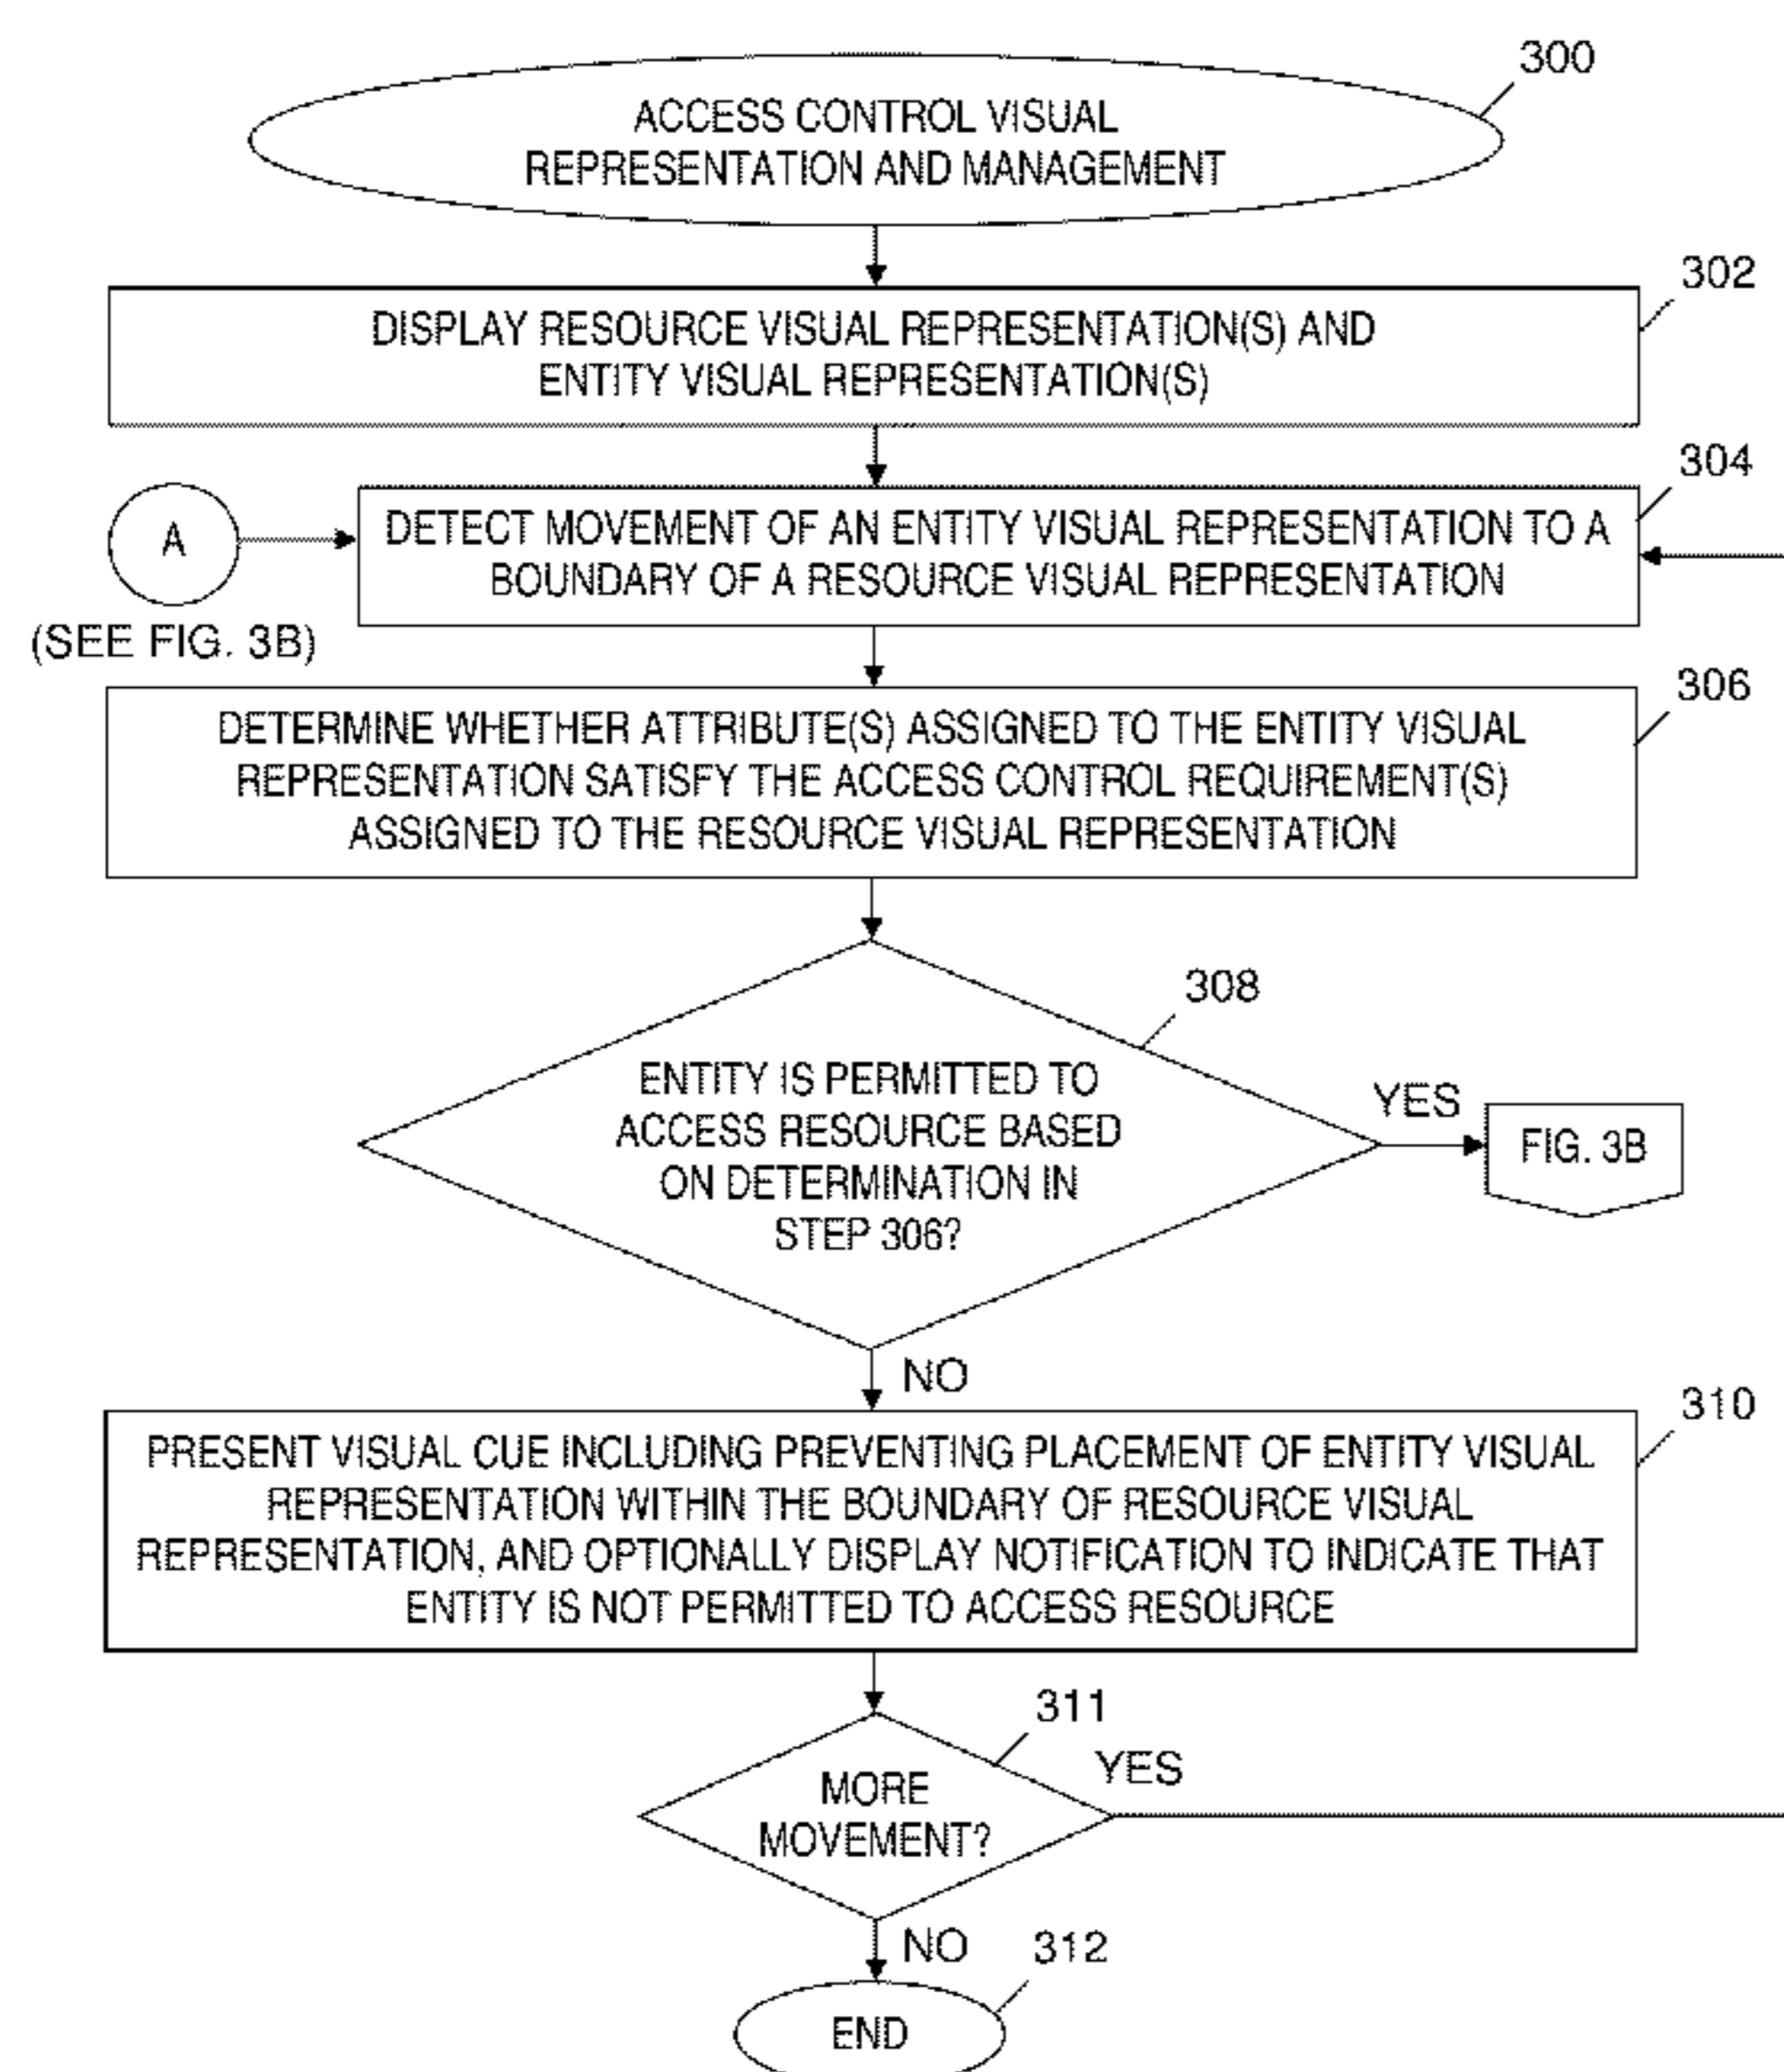 300
ACCESS CONTROL VISUAL
REPRESENTATION AND MANAGEMENT
302
DISPLAY RESOURCE VISUAL REPRESENTATION(S) AND
ENTITY VISUAL REPRESENTATION(S)
304
A
DETECT MOVEMENT OF AN ENTITY VISUAL REPRESENTATION TO A
BOUNDARY OF A RESOURCE VISUAL REPRESENTATION
(SEE FIG. 3B)
306
DETERMINE WHETHER ATTRIBUTE(S) ASSIGNED TO THE ENTITY VISUAL
REPRESENTATION SATISFY THE ACCESS CONTROL REQUIREMENT(S)
ASSIGNED TO THE RESOURCE VISUAL REPRESENTATION
308
ENTITY IS PERMITTED TO
ACCESS RESOURCE BASED
ON DETERMINATION IN
STEP 306?
YES
FIG. 3B
NO
310
PRESENT VISUAL CUE INCLUDING PREVENTING PLACEMENT OF ENTITY VISUAL
REPRESENTATION WITHIN THE BOUNDARY OF RESOURCE VISUAL
REPRESENTATION, AND OPTIONALLY DISPLAY NOTIFICATION TO INDICATE THAT
ENTITY IS NOT PERMITTED TO ACCESS RESOURCE
311
MORE
MOVEMENT?
YES
NO
312
END